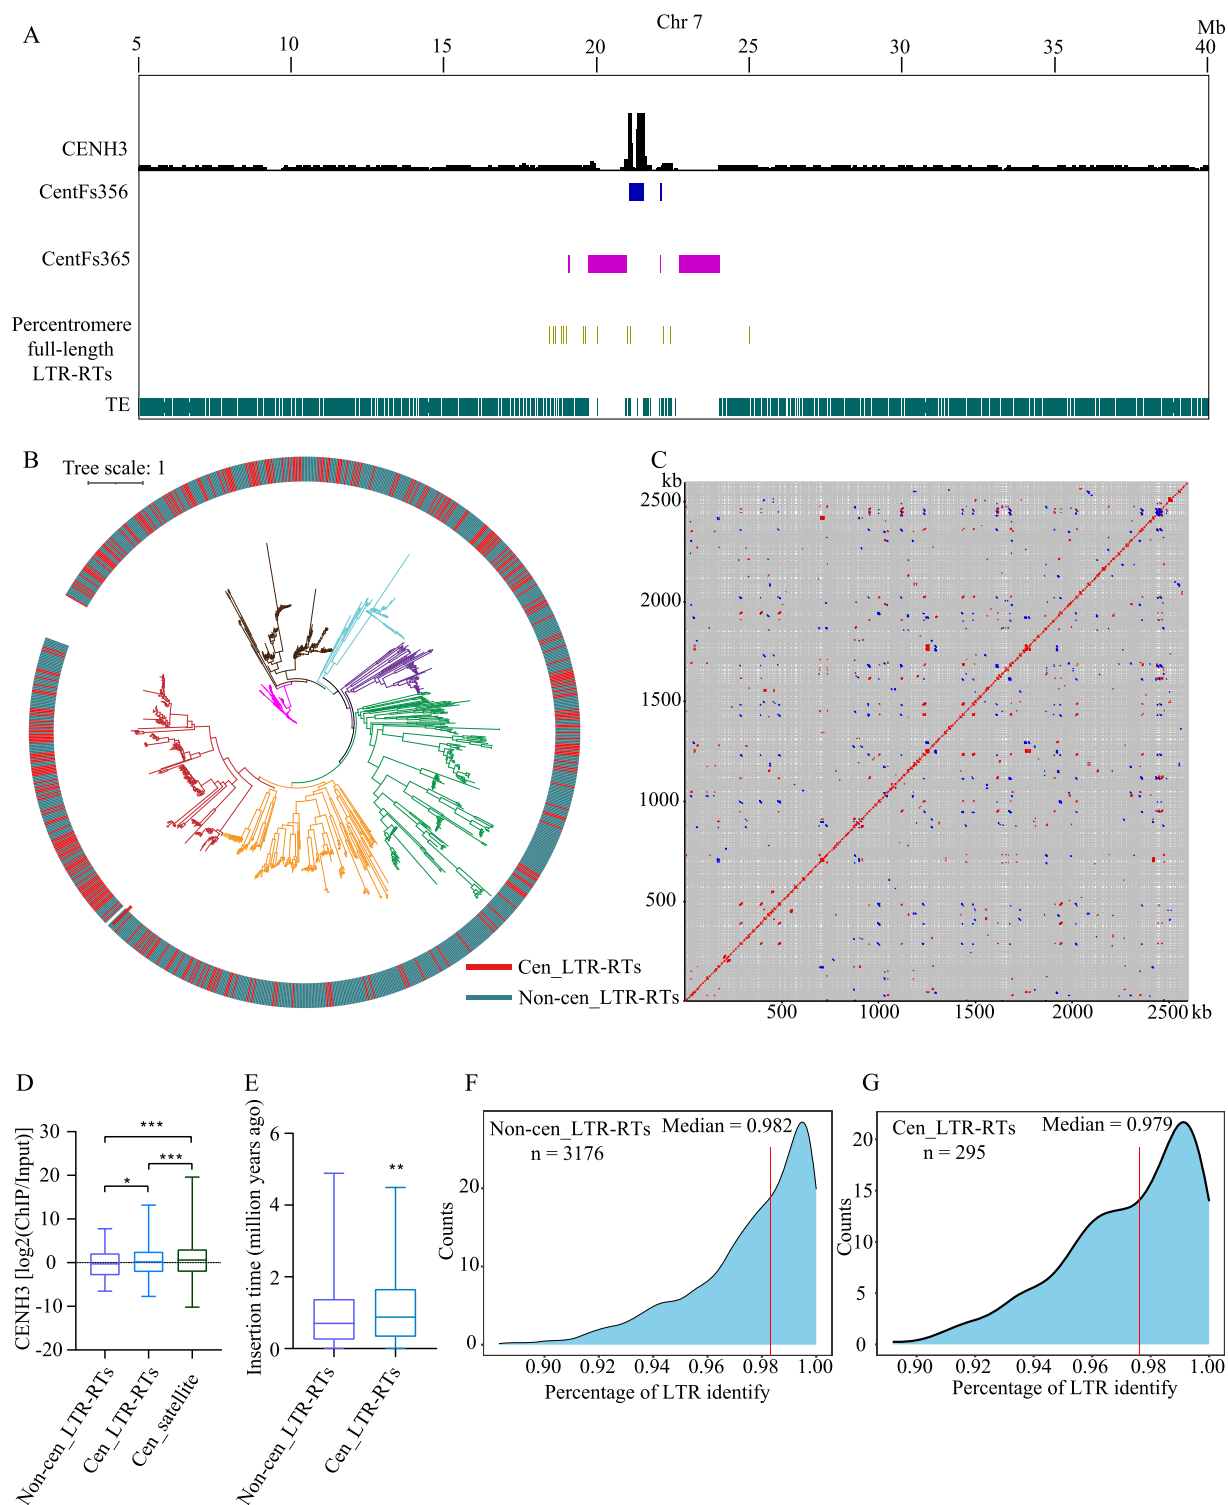 A
Chr 7
Mb
5 10 15 20 25 30 35 40
CENH3
CentFs356
CentFs365
Percentromere
full-length
LTR-RTs
TE
B
Tree scale: 1
Cen_LTR-RTs
Non-cen_LTR-RTs
C
kb
2500
2000
1500
1000
500
500 1000 1500 2000 2500 kb
D
CENH3 [log2(ChIP/Input)]
30
20
10
0
-10
-20
***
***
*
Non-cen_LTR-RTs
Cen_LTR-RTs
Cen_satellite
E
Insertion time (million years ago)
6
4
2
0
**
Non-cen_LTR-RTs
Cen_LTR-RTs
F
Non-cen_LTR-RTs
n = 3176
Median = 0.982
Counts
20
10
0
0.90 0.92 0.94 0.96 0.98 1.00
Percentage of LTR identify
G
Cen_LTR-RTs
n = 295
Median = 0.979
Counts
20
15
10
5
0
0.90 0.92 0.94 0.96 0.98 1.00
Percentage of LTR identify